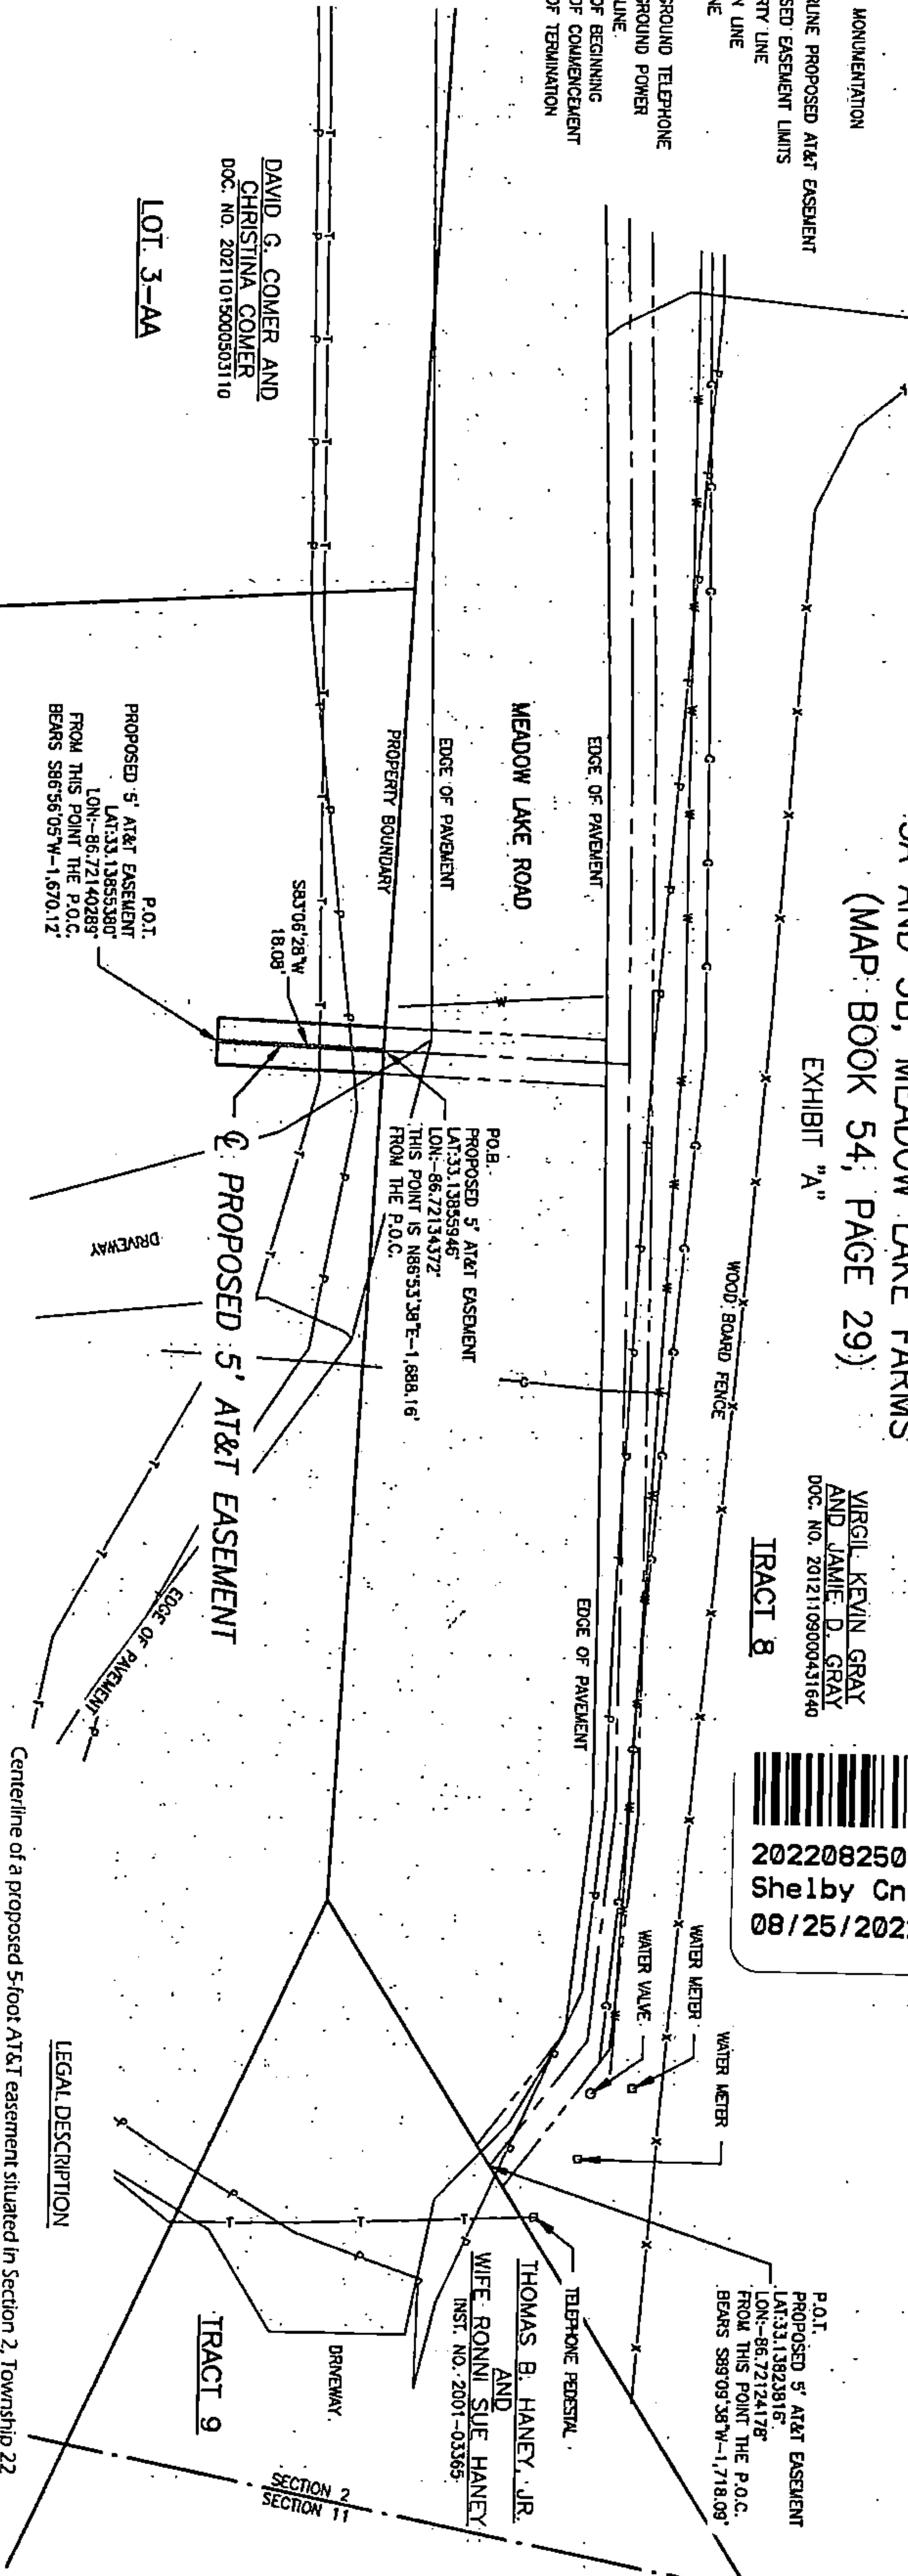 MONUMENTATION
RLINE PROPOSED AT&T EASEMENT
SED EASEMENT LIMITS
RTY LINE
Y LINE
NE
GROUND TELEPHONE
GROUND POWER
LINE
OF BEGINNING
OF COMMENCEMENT
OF TERMINATION
AND 3B, MEADOW LAKE FARMS
(MAP BOOK 54, PAGE 29)
EXHIBIT "A"
VIRGIL KEVIN GRAY
AND JAMIE D. GRAY
DOC. NO. 20121109000431640
TRACT 8
202208250
Shelby Cn
08/25/202
DAVID G. COMER AND
CHRISTINA COMER
DOC. NO. 20211015000503110
LOT 3-AA
MEADOW LAKE ROAD
EDGE OF PAVEMENT
EDGE OF PAVEMENT
EDGE OF PAVEMENT
PROPERTY BOUNDARY
WOOD BOARD FENCE
S83°06'28"W
18.08'
P.O.T.
PROPOSED 5' AT&T EASEMENT
LAT:33.13855380°
LON:-86.72140289°
FROM THIS POINT THE P.O.C.
BEARS S86°56'05"W-1,670.12'
P.O.B.
PROPOSED 5' AT&T EASEMENT
LAT:33.13855946°
LON:-86.72134372°
THIS POINT IS N86°53'38"E-1,688.16'
FROM THE P.O.C.
℄ PROPOSED 5' AT&T EASEMENT
DRIVEWAY
EDGE OF PAVEMENT
WATER METER
WATER VALVE
WATER METER
P.O.T.
PROPOSED 5' AT&T EASEMENT
LAT:33.13823816°
LON:-86.72124178°
FROM THIS POINT THE P.O.C.
BEARS S89°09'38"W-1,718.09'
TELEPHONE PEDESTAL
THOMAS B. HANEY, JR.
AND
WIFE RONNI SUE HANEY
INST. NO. 2001-03365
DRIVEWAY
TRACT 9
SECTION 2
SECTION 11
LEGAL DESCRIPTION
Centerline of a proposed 5-foot AT&T easement situated in Section 2, Township 22